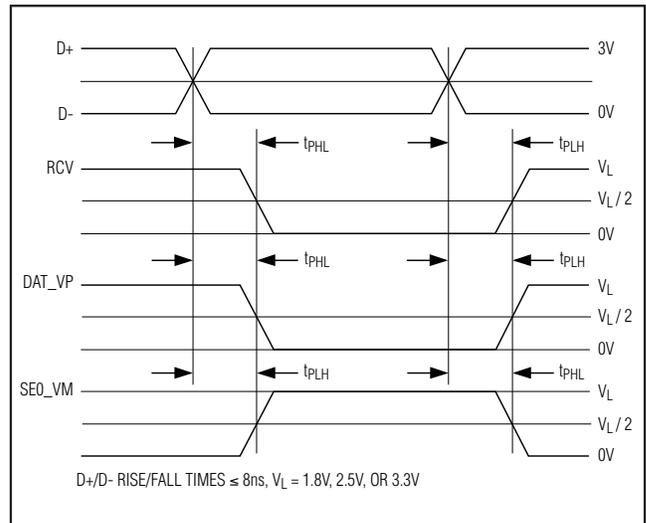 D+
3V
D-
0V
tPHL
tPLH
RCV
VL
VL / 2
0V
tPHL
tPLH
DAT_VP
VL
VL / 2
0V
tPLH
tPHL
SE0_VM
VL
VL / 2
0V
D+/D- RISE/FALL TIMES ≤ 8ns, VL = 1.8V, 2.5V, OR 3.3V